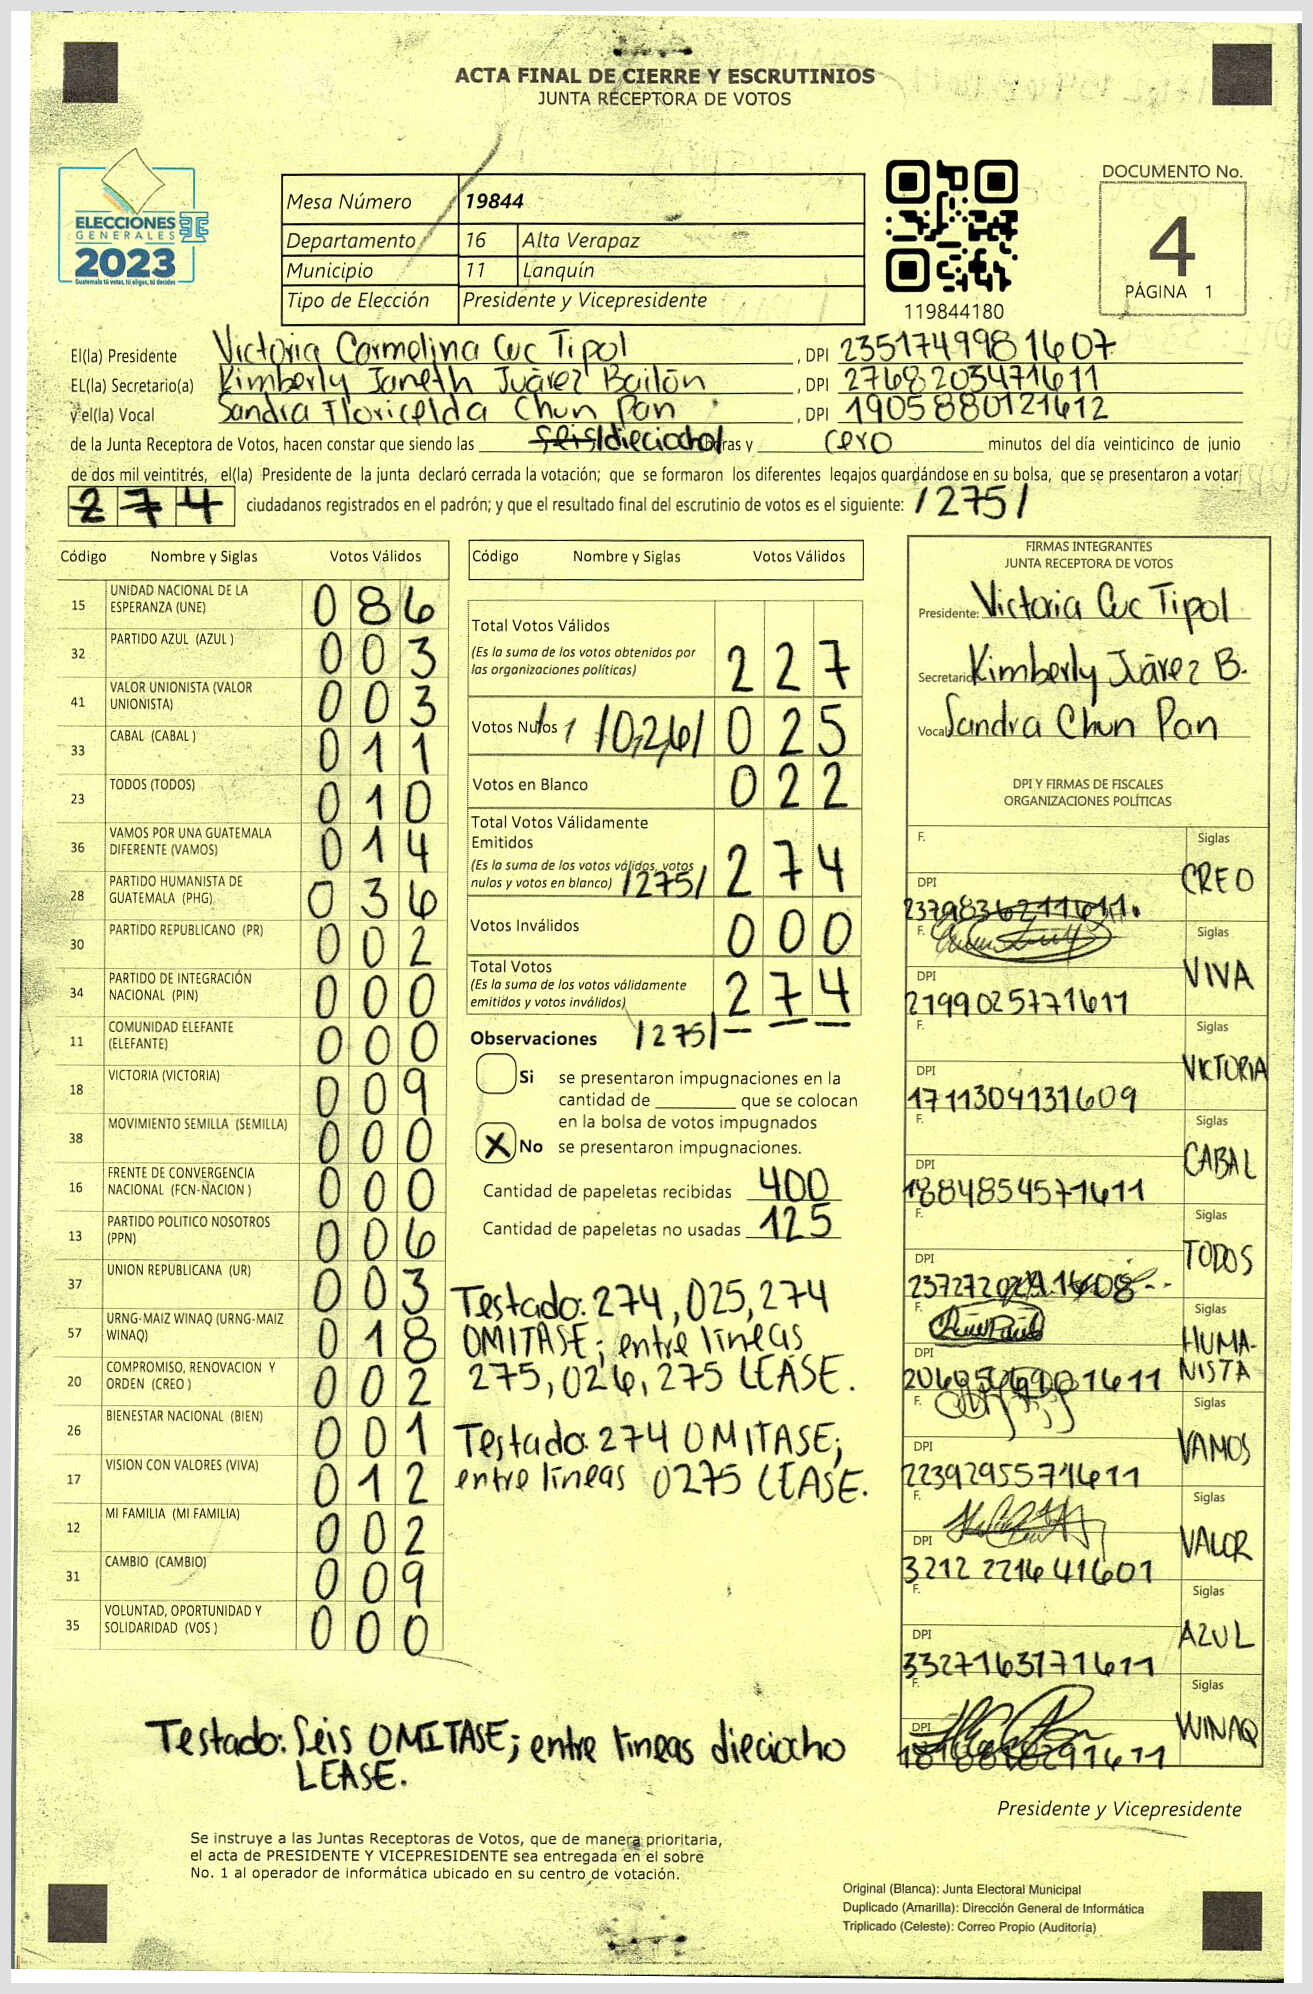 ACTA FINAL DE CIERRE Y ESCRUTINIOS
JUNTA RECEPTORA DE VOTOS
ELECCIONES
GENERALES
2023
Guatemala tú votas, tú eliges, tú decides
Mesa Número 19844
Departamento 16 Alta Verapaz
Municipio 11 Lanquín
Tipo de Elección Presidente y Vicepresidente
119844180
DOCUMENTO No.
4
PÁGINA 1
El(la) Presidente Victoria Carmelina Cuc Tipol , DPI 2351749981607
EL(la) Secretario(a) Kimberly Janeth Juárez Bailón , DPI 2768203471611
y el(la) Vocal Sandra Floricelda Chun Pan , DPI 1905880121612
de la Junta Receptora de Votos, hacen constar que siendo las seis/dieciocho/ horas y cero minutos del día veinticinco de junio
de dos mil veintitrés, el(la) Presidente de la junta declaró cerrada la votación; que se formaron los diferentes legajos guardándose en su bolsa, que se presentaron a votar
274 ciudadanos registrados en el padrón; y que el resultado final del escrutinio de votos es el siguiente: /275/
Código Nombre y Siglas Votos Válidos
15 UNIDAD NACIONAL DE LA ESPERANZA (UNE) 086
32 PARTIDO AZUL (AZUL ) 003
41 VALOR UNIONISTA (VALOR UNIONISTA) 003
33 CABAL (CABAL ) 011
23 TODOS (TODOS) 010
36 VAMOS POR UNA GUATEMALA DIFERENTE (VAMOS) 014
28 PARTIDO HUMANISTA DE GUATEMALA (PHG) 036
30 PARTIDO REPUBLICANO (PR) 002
34 PARTIDO DE INTEGRACIÓN NACIONAL (PIN) 000
11 COMUNIDAD ELEFANTE (ELEFANTE) 000
18 VICTORIA (VICTORIA) 009
38 MOVIMIENTO SEMILLA (SEMILLA) 000
16 FRENTE DE CONVERGENCIA NACIONAL (FCN-NACION ) 000
13 PARTIDO POLITICO NOSOTROS (PPN) 006
37 UNION REPUBLICANA (UR) 003
57 URNG-MAIZ WINAQ (URNG-MAIZ WINAQ) 018
20 COMPROMISO, RENOVACION Y ORDEN (CREO ) 002
26 BIENESTAR NACIONAL (BIEN) 001
17 VISION CON VALORES (VIVA) 012
12 MI FAMILIA (MI FAMILIA) 002
31 CAMBIO (CAMBIO) 009
35 VOLUNTAD, OPORTUNIDAD Y SOLIDARIDAD (VOS ) 000
Código Nombre y Siglas Votos Válidos
Total Votos Válidos
(Es la suma de los votos obtenidos por
las organizaciones políticas) 227
Votos Nulos /026/ 025
Votos en Blanco 022
Total Votos Válidamente
Emitidos
(Es la suma de los votos válidos, votos
nulos y votos en blanco) /275/ 274
Votos Inválidos 000
Total Votos
(Es la suma de los votos válidamente
emitidos y votos inválidos) 274
Observaciones /275/
Si se presentaron impugnaciones en la
cantidad de ________ que se colocan
en la bolsa de votos impugnados
X No se presentaron impugnaciones.
Cantidad de papeletas recibidas 400
Cantidad de papeletas no usadas 125
Testado: 274, 025, 274
OMITASE; entre lineas
275, 026, 275 LEASE.
Testado: 274 OMITASE;
entre lineas 0275 LEASE.
FIRMAS INTEGRANTES
JUNTA RECEPTORA DE VOTOS
Presidente: Victoria Cuc Tipol
Secretario Kimberly Juárez B.
Vocal Sandra Chun Pan
DPI Y FIRMAS DE FISCALES
ORGANIZACIONES POLÍTICAS
F. Siglas
DPI 2379836211611 CREO
F. Siglas
DPI 2199025771611 VIVA
F. Siglas
DPI 1711304131609 VICTORIA
F. Siglas
DPI 1884854571611 CABAL
F. Siglas
DPI TODOS
F. Siglas
DPI HUMANISTA
F. Siglas
DPI 2239295571611 VAMOS
F. Siglas
DPI 3212 2216 41601 VALOR
F. Siglas
DPI 3327163171611 AZUL
F. Siglas
DPI WINAQ
Testado: Seis OMITASE; entre lineas dieciocho
LEASE.
Presidente y Vicepresidente
Se instruye a las Juntas Receptoras de Votos, que de manera prioritaria,
el acta de PRESIDENTE Y VICEPRESIDENTE sea entregada en el sobre
No. 1 al operador de informática ubicado en su centro de votación.
Original (Blanca): Junta Electoral Municipal
Duplicado (Amarilla): Dirección General de Informática
Triplicado (Celeste): Correo Propio (Auditoría)